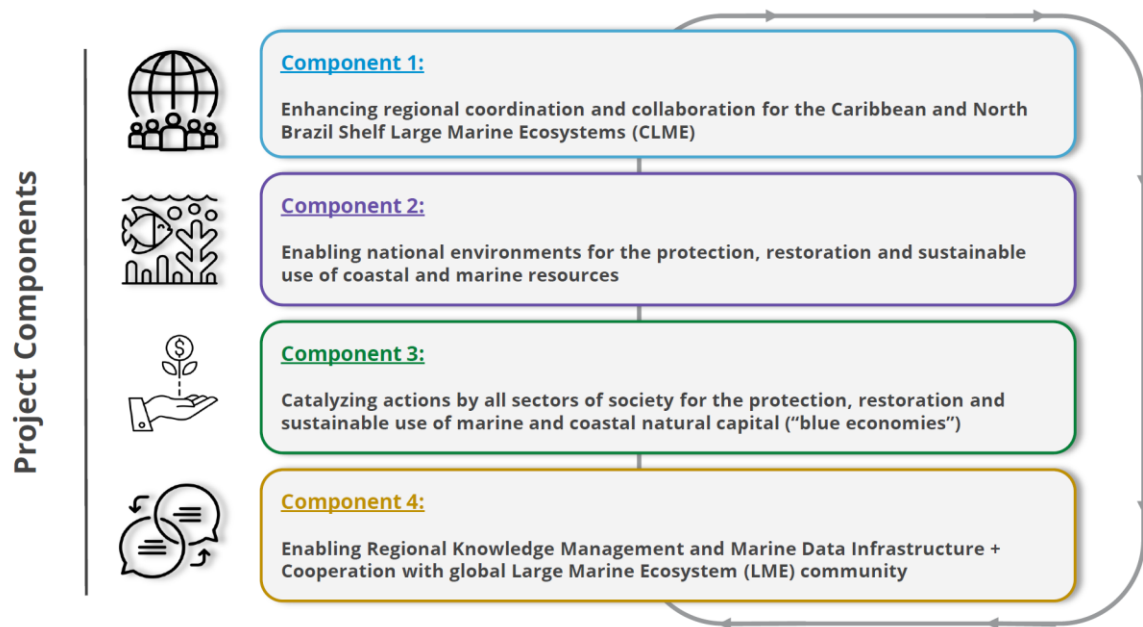 Project Components
Component 1:
Enhancing regional coordination and collaboration for the Caribbean and North
Brazil Shelf Large Marine Ecosystems (CLME)
Component 2:
Enabling national environments for the protection, restoration and sustainable
use of coastal and marine resources
$
Component 3:
Catalyzing actions by all sectors of society for the protection, restoration and
sustainable use of marine and coastal natural capital (“blue economies”)
Component 4:
Enabling Regional Knowledge Management and Marine Data Infrastructure +
Cooperation with global Large Marine Ecosystem (LME) community